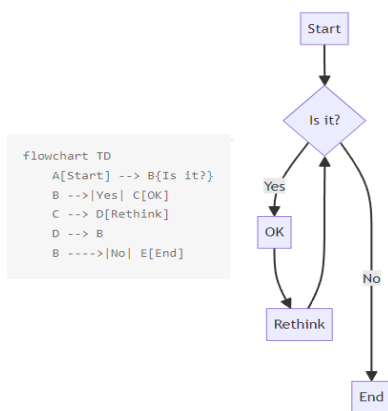 flowchart TD
A[Start] --> B{Is it?}
B -->|Yes| C[OK]
C --> D[Rethink]
D --> B
B ---->|No| E[End]
Start
Is it?
Yes
OK
No
Rethink
End